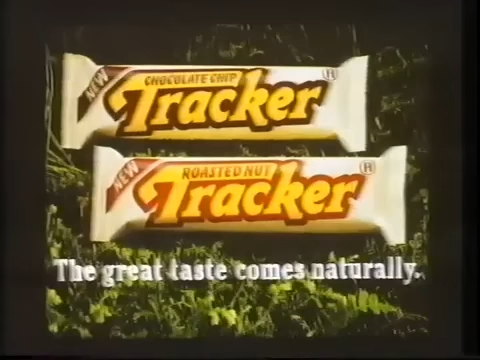 NEW
CHOCOLATE CHIP
Tracker ®
NEW
ROASTED NUT
Tracker ®
The great taste comes naturally.